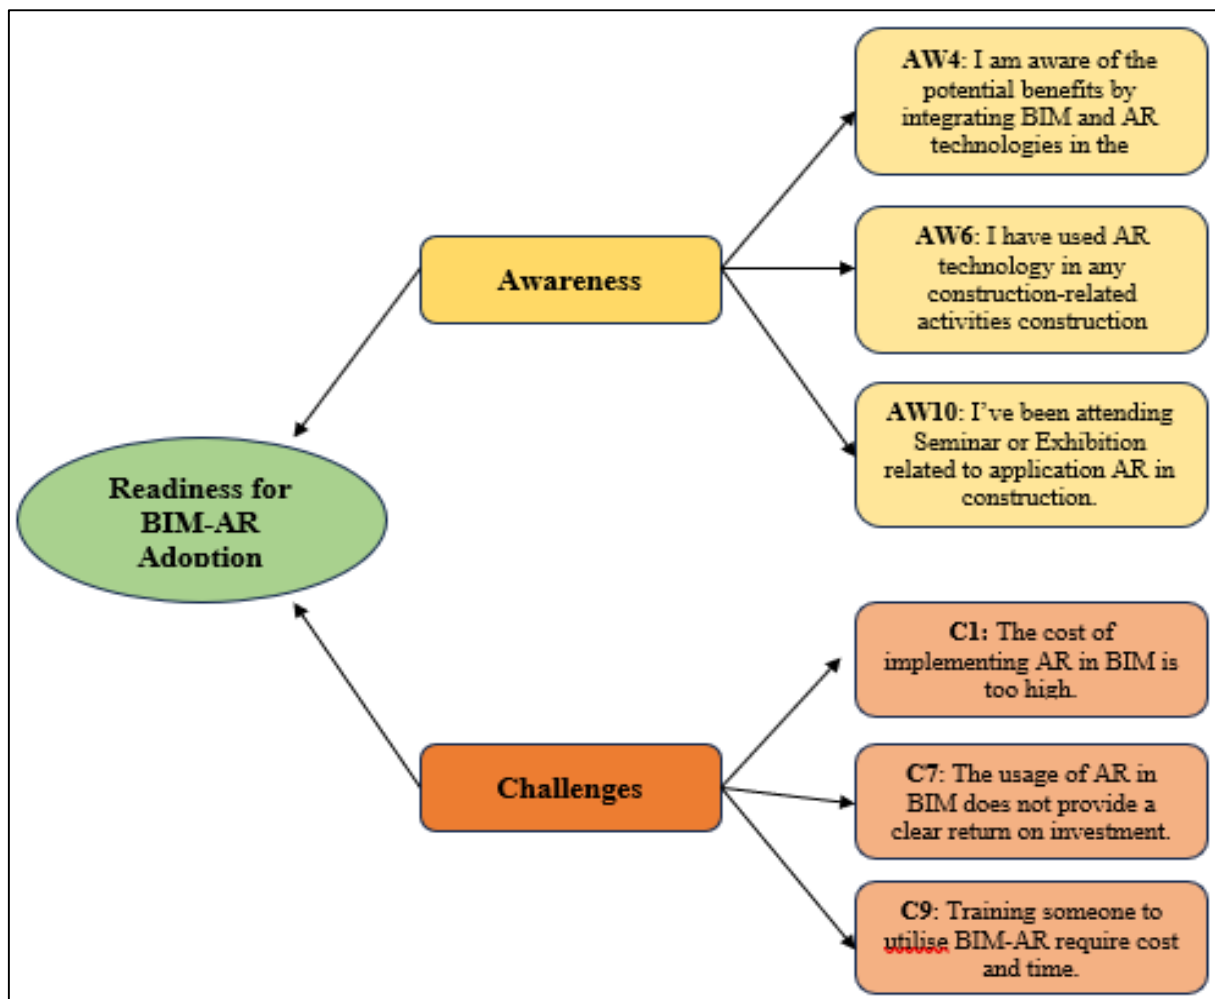 AW4: I am aware of the
potential benefits by
integrating BIM and AR
technologies in the
AW6: I have used AR
technology in any
construction-related
activities construction
Awareness
AW10: I've been attending
Seminar or Exhibition
related to application AR in
construction.
Readiness for
BIM-AR
Adoption
C1: The cost of
implementing AR in BIM is
too high.
C7: The usage of AR in
BIM does not provide a
clear return on investment.
Challenges
C9: Training someone to
utilise BIM-AR require cost
and time.